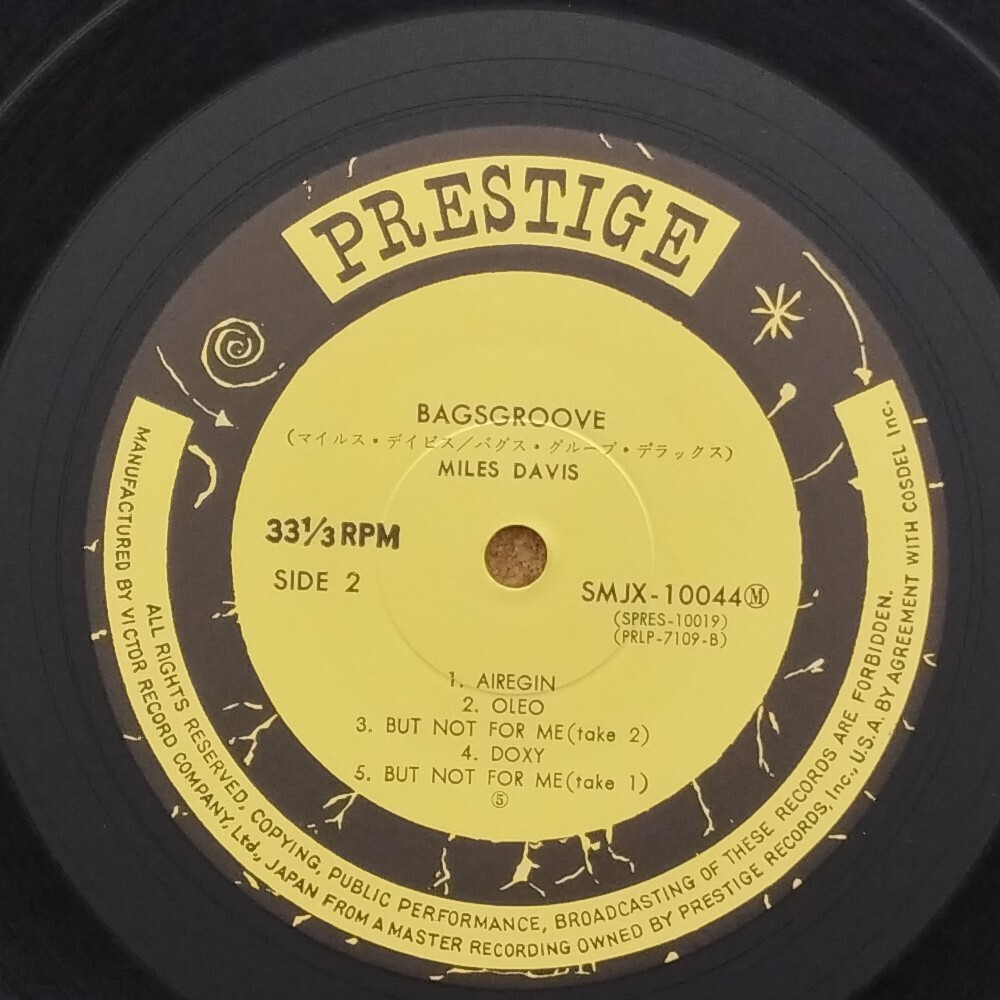 PRESTIGE
BAGSGROOVE
(マイルス・デイビス/バグス・グルーブ・デラックス)
MILES DAVIS
33⅓ RPM
SIDE 2
SMJX-10044Ⓜ
(SPRES-10019)
(PRLP-7109-B)
1. AIREGIN
2. OLEO
3. BUT NOT FOR ME(take 2)
4. DOXY
5. BUT NOT FOR ME(take 1)
⑤
ALL RIGHTS RESERVED, COPYING, PUBLIC PERFORMANCE, BROADCASTING OF THESE RECORDS ARE FORBIDDEN.
MANUFACTURED BY VICTOR RECORD COMPANY, Ltd., JAPAN FROM A MASTER RECORDING OWNED BY PRESTIGE RECORDS, Inc., U.S.A. BY AGREEMENT WITH COSDEL Inc.